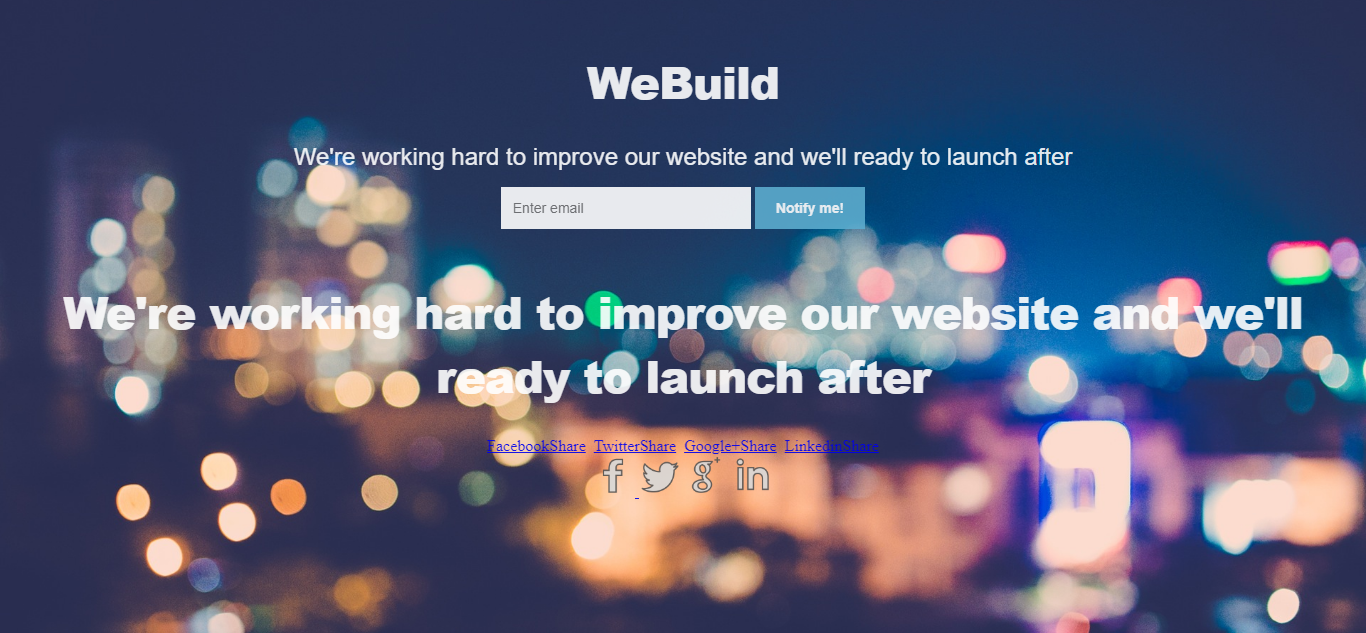 WeBuild
We're working hard to improve our website and we'll ready to launch after
Enter email
Notify me!
We're working hard to improve our website and we'll
ready to launch after
FacebookShare TwitterShare Google+Share LinkedinShare